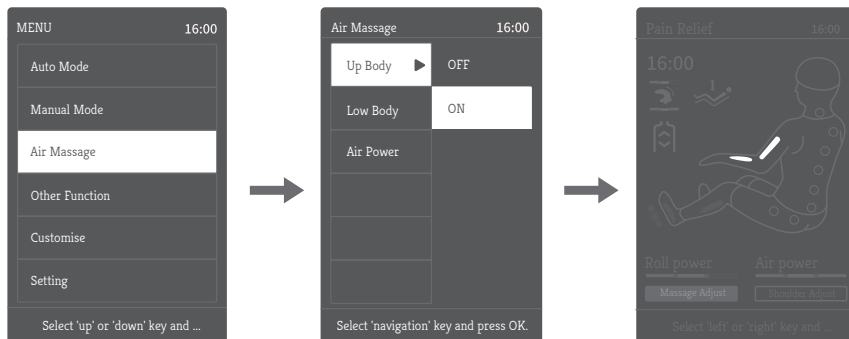 MENU 16:00
Auto Mode
Manual Mode
Air Massage
Other Function
Customise
Setting
Select 'up' or 'down' key and ...
Air Massage 16:00
Up Body OFF
Low Body ON
Air Power
Select 'navigation' key and press OK.
Pain Relief 16:00
16:00
Roll power Air power
Massage Adjust Shoulder Adjust
Select 'left' or 'right' key and ...